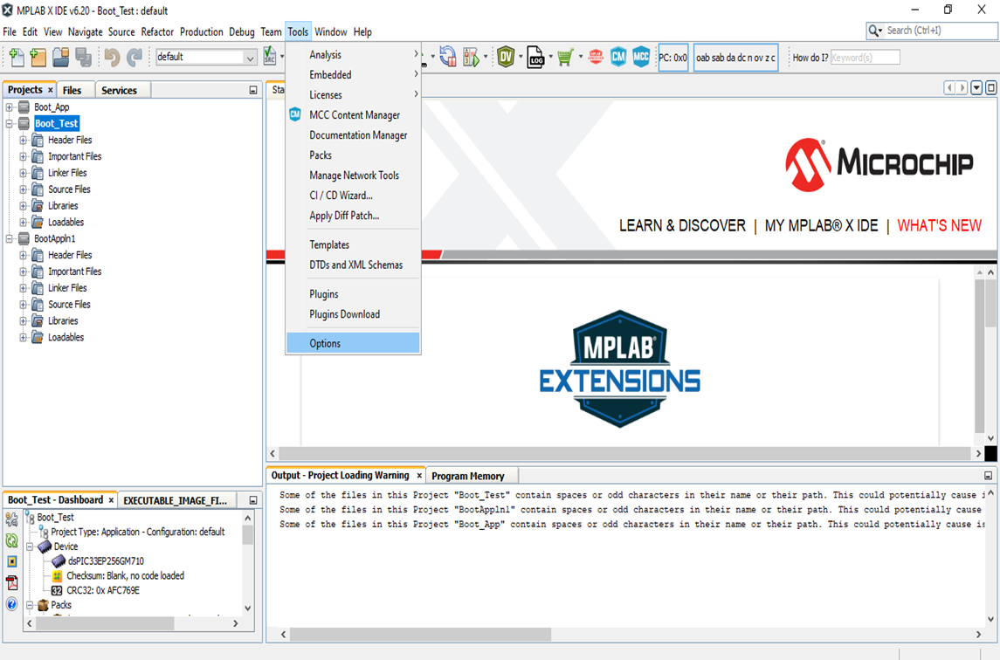 MPLAB X IDE v6.20 - Boot_Test : default
File Edit View Navigate Source Refactor Production Debug Team Tools Window Help
Search (Ctrl+I)
default
SRC
DV
LOG
CM
MCC
PC: 0x0
oab sab da dc n ov z c
How do I? Keyword(s)
Projects x Files Services
Boot_App
Boot_Test
Header Files
Important Files
Linker Files
Source Files
Libraries
Loadables
BootAppln1
Header Files
Important Files
Linker Files
Source Files
Libraries
Loadables
Analysis
Embedded
Licenses
CM MCC Content Manager
Documentation Manager
Packs
Manage Network Tools
CI / CD Wizard...
Apply Diff Patch...
Templates
DTDs and XML Schemas
Plugins
Plugins Download
Options
Sta
MICROCHIP
LEARN & DISCOVER | MY MPLAB® X IDE | WHAT'S NEW
MPLAB®
EXTENSIONS
Output - Project Loading Warning x Program Memory
Some of the files in this Project "Boot_Test" contain spaces or odd characters in their name or their path. This could potentially cause i
Some of the files in this Project "BootAppln1" contain spaces or odd characters in their name or their path. This could potentially cause
Some of the files in this Project "Boot_App" contain spaces or odd characters in their name or their path. This could potentially cause is
Boot_Test - Dashboard x EXECUTABLE_IMAGE_FI...
Boot_Test
Project Type: Application - Configuration: default
Device
dsPIC33EP256GM710
Checksum: Blank, no code loaded
32 CRC32: 0x AFC769E
Packs